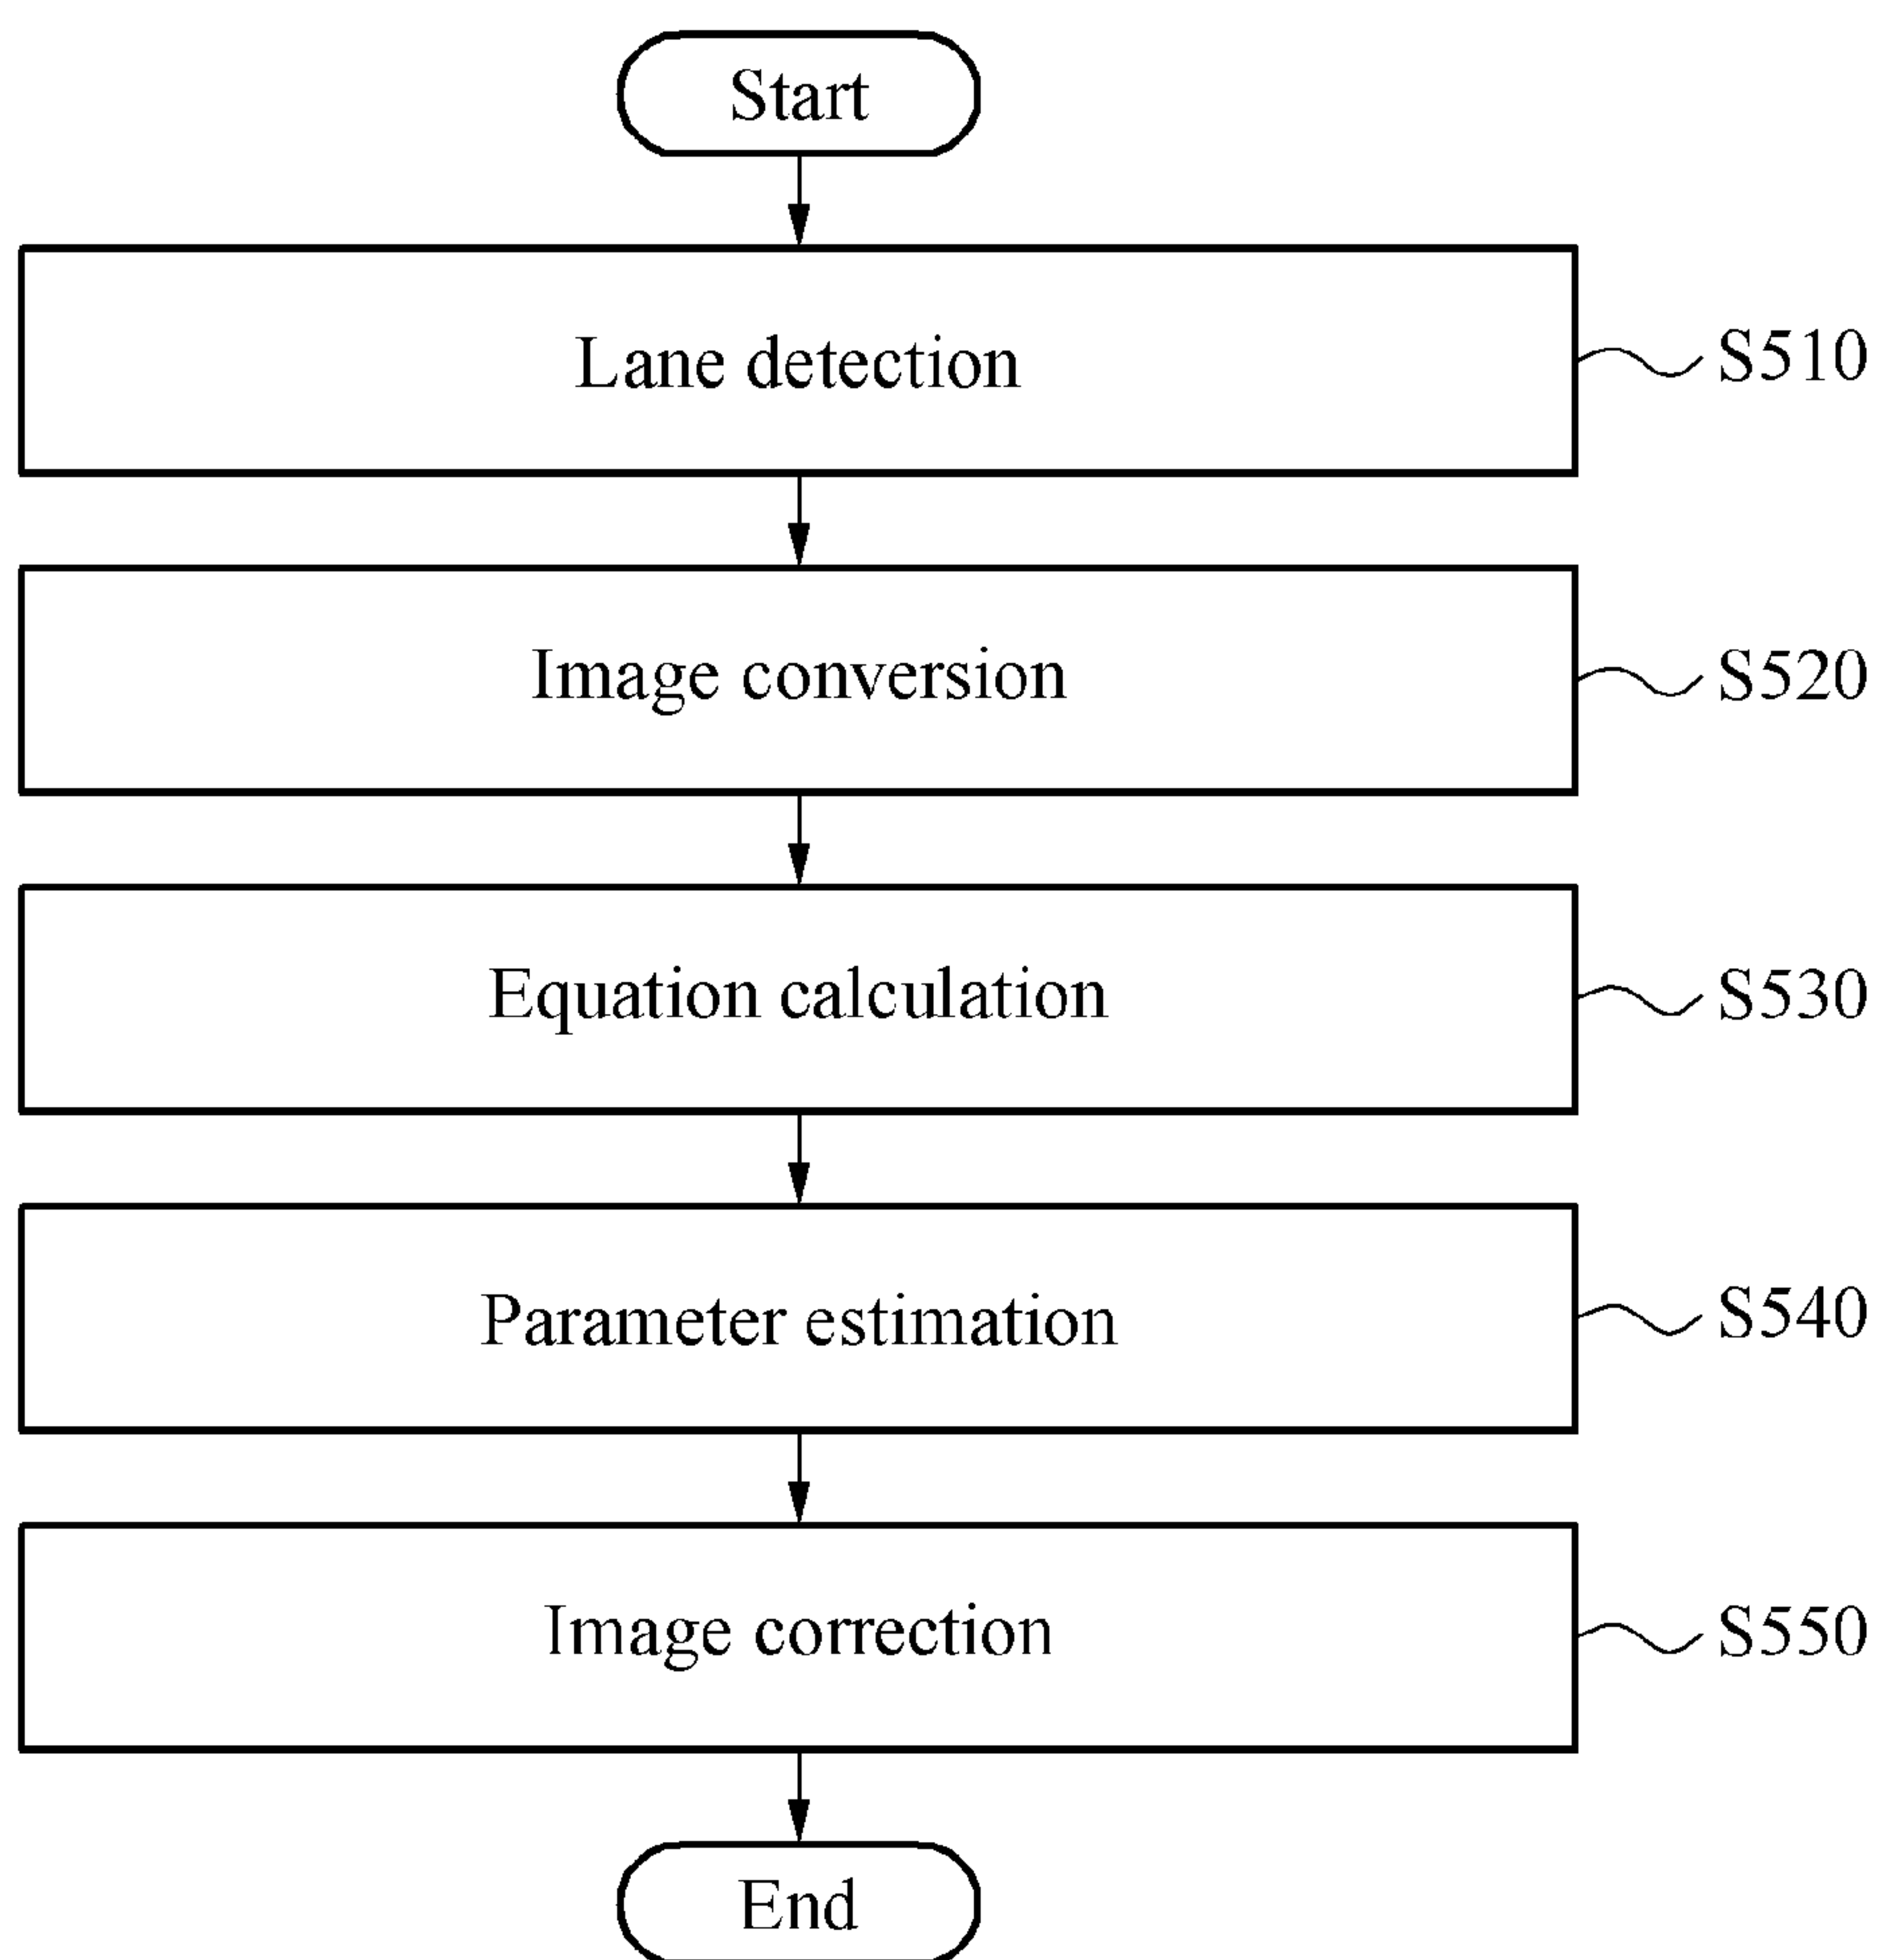 Start
Lane detection
S510
Image conversion
S520
Equation calculation
S530
Parameter estimation
S540
Image correction
S550
End